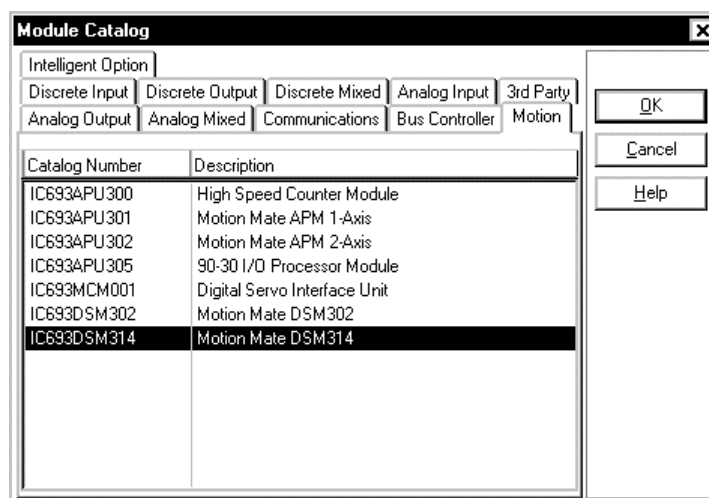 Module Catalog
Intelligent Option
Discrete Input Discrete Output Discrete Mixed Analog Input 3rd Party
Analog Output Analog Mixed Communications Bus Controller Motion
Catalog Number Description
IC693APU300 High Speed Counter Module
IC693APU301 Motion Mate APM 1-Axis
IC693APU302 Motion Mate APM 2-Axis
IC693APU305 90-30 I/O Processor Module
IC693MCM001 Digital Servo Interface Unit
IC693DSM302 Motion Mate DSM302
IC693DSM314 Motion Mate DSM314
OK
Cancel
Help